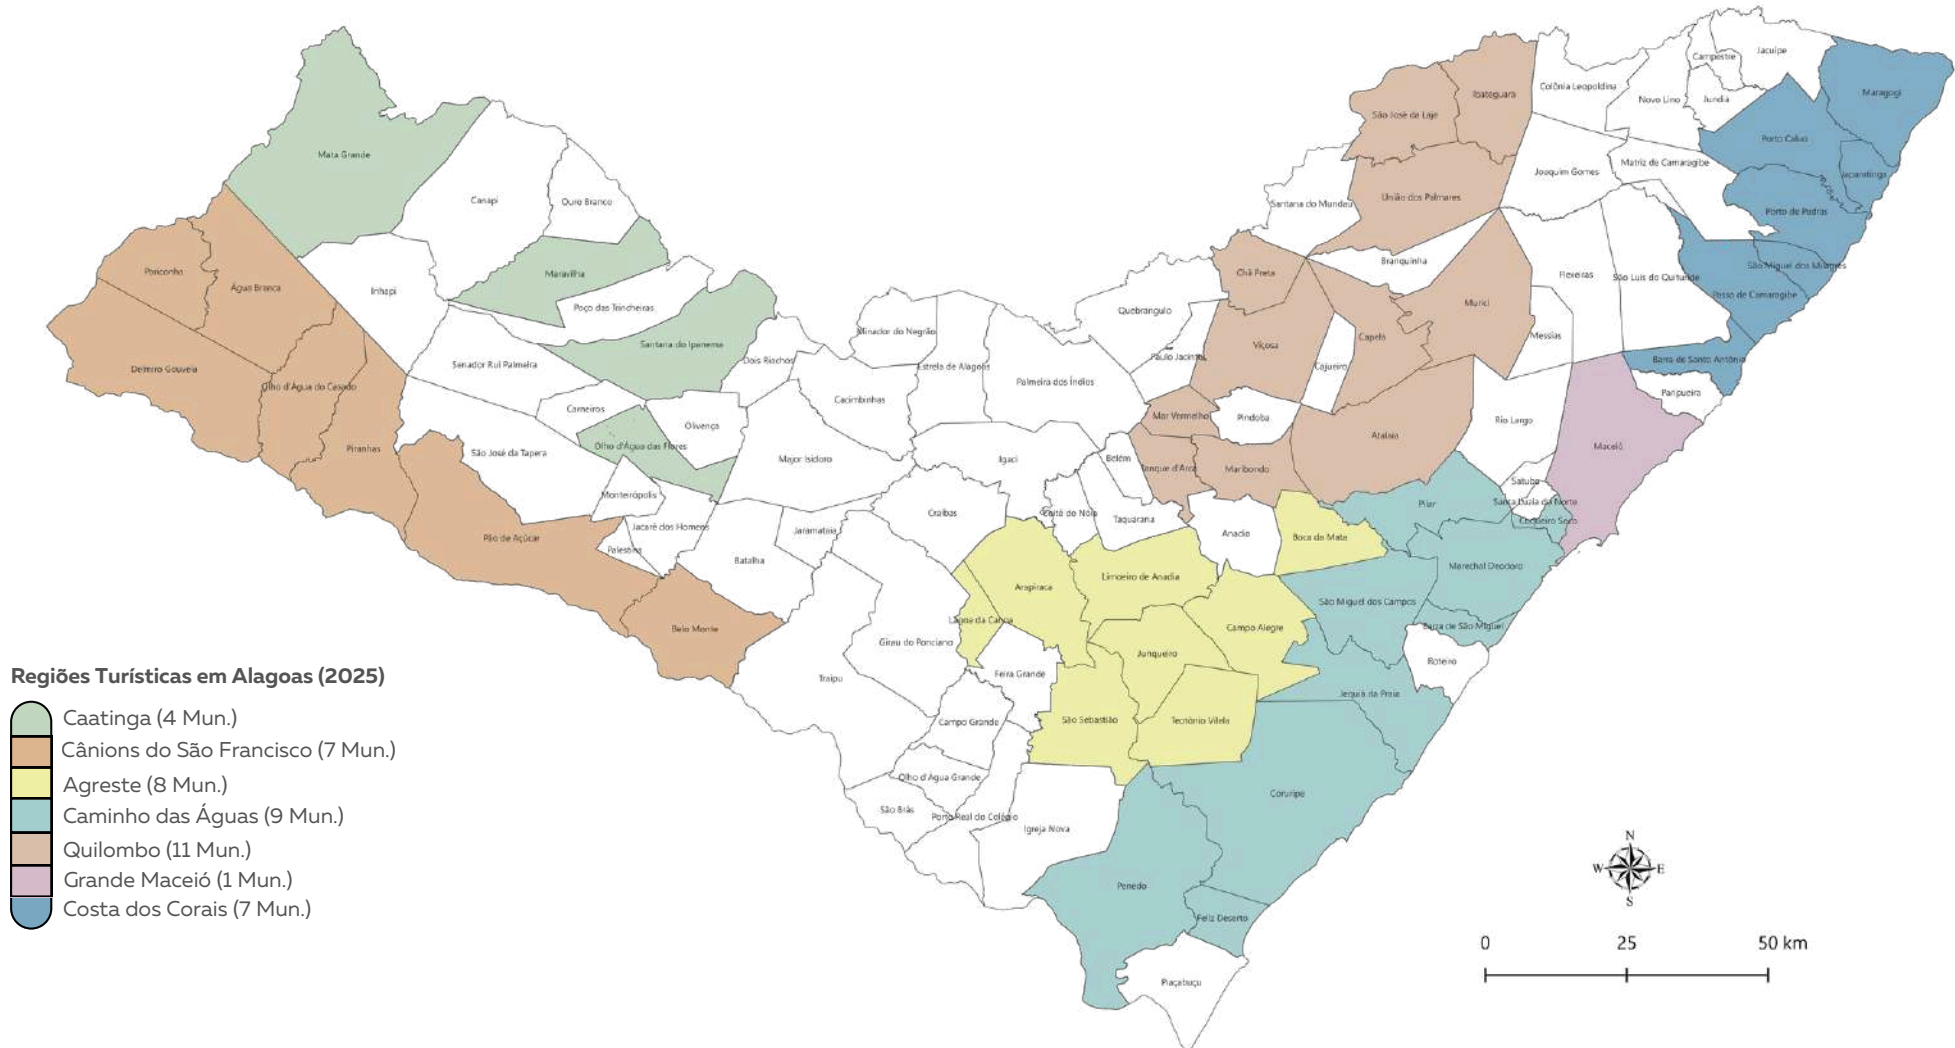 Campestre
Jacuipe
Colônia Leopoldina
Ibateguara
Novo Lino
Jundia
Maragogi
São José da Laje
Porto Calvo
Mata Grande
Matriz de Camaragibe
Joaquim Gomes
Japaratinga
Canapi
Ouro Branco
União dos Palmares
Santana do Mundaú
Porto de Pedras
Branquinha
São Miguel dos Milagres
Pariconha
Água Branca
Maravilha
Chã Preta
Flexeiras
São Luís do Quitunde
Inhapi
Passo de Camaragibe
Murici
Poço das Trincheiras
Quebrangulo
Minador do Negrão
Santana do Ipanema
Viçosa
Capela
Messias
Dois Riachos
Paulo Jacinto
Barra de Santo Antônio
Senador Rui Palmeira
Estrela de Alagoas
Cajueiro
Delmiro Gouveia
Palmeira dos Índios
Olho d'Água do Casado
Paripueira
Cacimbinhas
Carneiros
Mar Vermelho
Pindoba
Rio Largo
Olivença
Atalaia
Piranhas
São José da Tapera
Olho d'Água das Flores
Maceió
Major Isidoro
Igaci
Belém
Tanque d'Arca
Maribondo
Satuba
Monteirópolis
Santa Luzia do Norte
Pilar
Craíbas
Coité do Nóia
Taquarana
Coqueiro Seco
Jacaré dos Homens
Jaramataia
Anadia
Boca da Mata
Pão de Açúcar
Palestina
Batalha
Marechal Deodoro
Limoeiro de Anadia
Arapiraca
São Miguel dos Campos
Lagoa da Canoa
Belo Monte
Campo Alegre
Barra de São Miguel
Girau do Ponciano
Junqueiro
Roteiro
Feira Grande
Traipu
Jequiá da Praia
Campo Grande
São Sebastião
Teotônio Vilela
Olho d'Água Grande
Coruripe
São Brás
Porto Real do Colégio
Igreja Nova
Penedo
Feliz Deserto
Piaçabuçu
Regiões Turísticas em Alagoas (2025)
Caatinga (4 Mun.)
Cânions do São Francisco (7 Mun.)
Agreste (8 Mun.)
Caminho das Águas (9 Mun.)
Quilombo (11 Mun.)
Grande Maceió (1 Mun.)
Costa dos Corais (7 Mun.)
N
W E
S
0 25 50 km